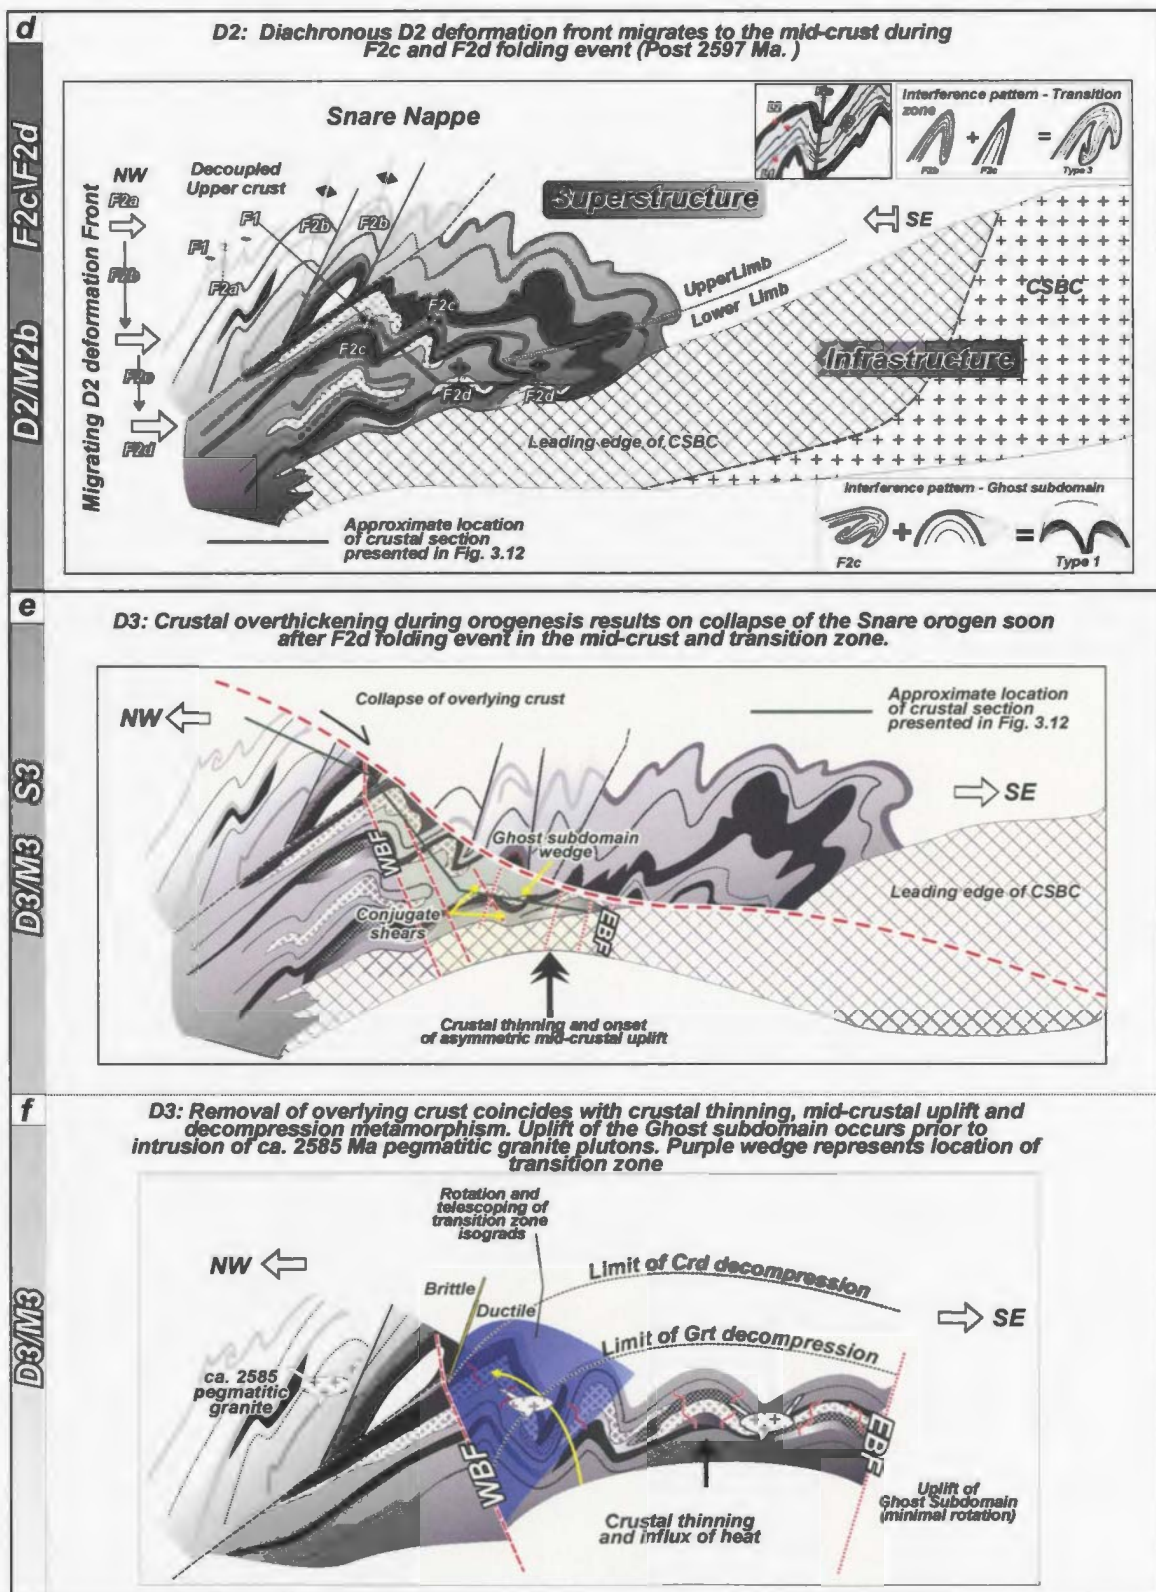 d
D2: Diachronous D2 deformation front migrates to the mid-crust during
F2c and F2d folding event (Post 2597 Ma. )
D2/M2b F2c\F2d
Snare Nappe
Interference pattern - Transition
zone
F2b
+
F2c
=
Type 3
NW
Decoupled
Upper crust
Migrating D2 deformation Front
F2a
F2b
F2d
F1
F1
F2a
F2b
F2b
Superstructure
SE
Upper Limb
Lower Limb
F2c
F2c
F2d
F2d
CSBC
Infrastructure
Leading edge of CSBC
Approximate location
of crustal section
presented in Fig. 3.12
Interference pattern - Ghost subdomain
F2c
+
=
Type 1
e
D3: Crustal overthickening during orogenesis results on collapse of the Snare orogen soon
after F2d folding event in the mid-crust and transition zone.
D3/M3 S3
NW
Collapse of overlying crust
Approximate location
of crustal section
presented in Fig. 3.12
SE
WBF
Ghost subdomain
wedge
Conjugate
shears
EBF
Leading edge of CSBC
Crustal thinning and onset
of asymmetric mid-crustal uplift
f
D3: Removal of overlying crust coincides with crustal thinning, mid-crustal uplift and
decompression metamorphism. Uplift of the Ghost subdomain occurs prior to
intrusion of ca. 2585 Ma pegmatitic granite plutons. Purple wedge represents location of
transition zone
D3/M3
Rotation and
telescoping of
transition zone
isograds
NW
Brittle
Ductile
Limit of Crd decompression
SE
Limit of Grt decompression
ca. 2585
pegmatitic
granite
WBF
EBF
Crustal thinning
and influx of heat
Uplift of
Ghost Subdomain
(minimal rotation)